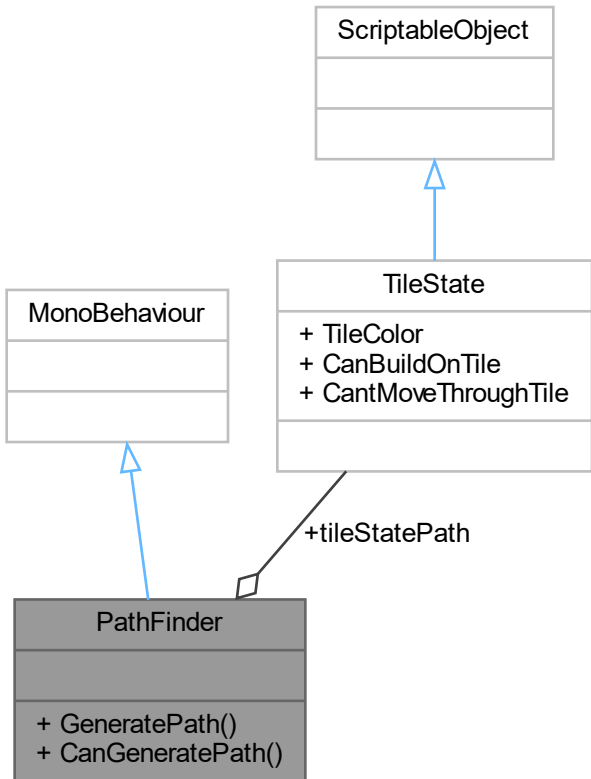 ScriptableObject
TileState
+ TileColor
+ CanBuildOnTile
+ CantMoveThroughTile
MonoBehaviour
+tileStatePath
PathFinder
+ GeneratePath()
+ CanGeneratePath()